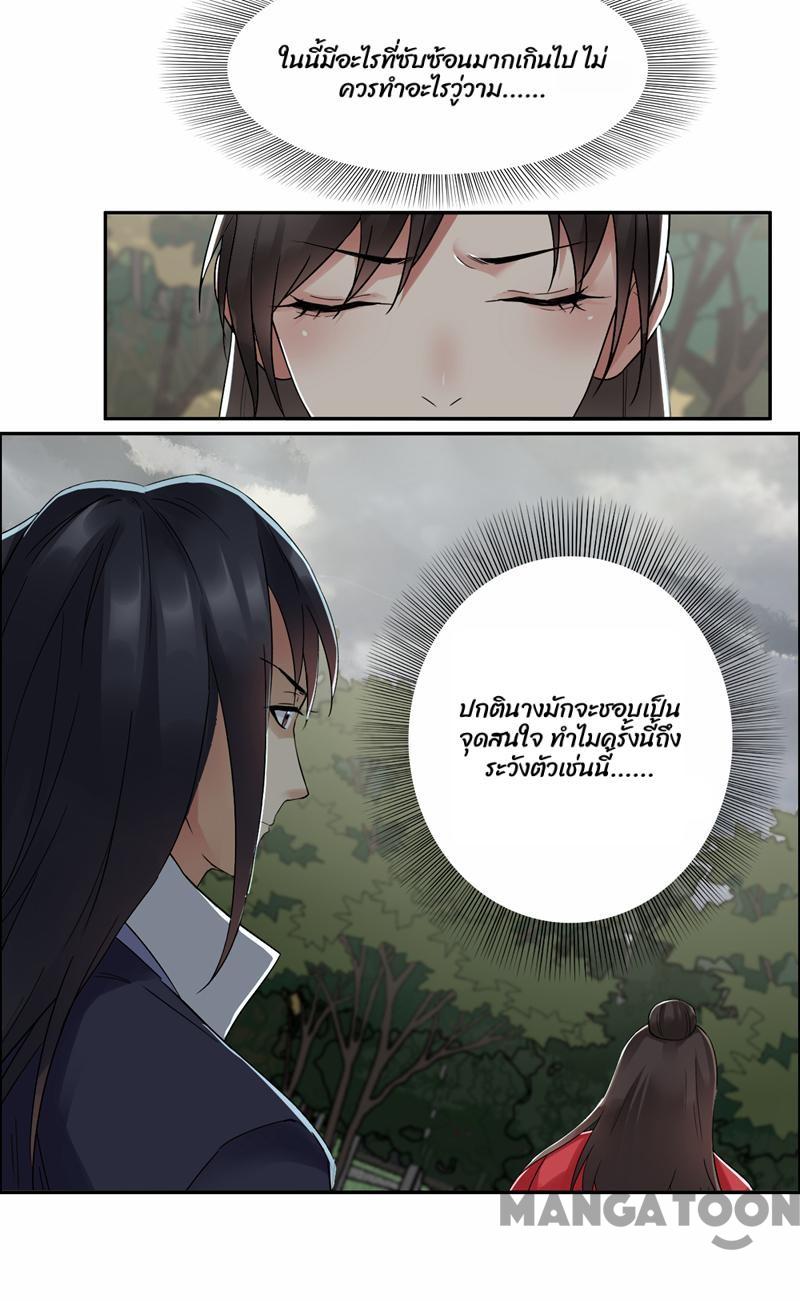 ในนี้มีอะไรที่ซับซ้อนมากเกินไป ไม่
ควรทำอะไรวู่วาม......
ปกตินางมักจะชอบเป็น
จุดสนใจ ทำไมครั้งนี้ถึง
ระวังตัวเช่นนี้......
MANGATOON